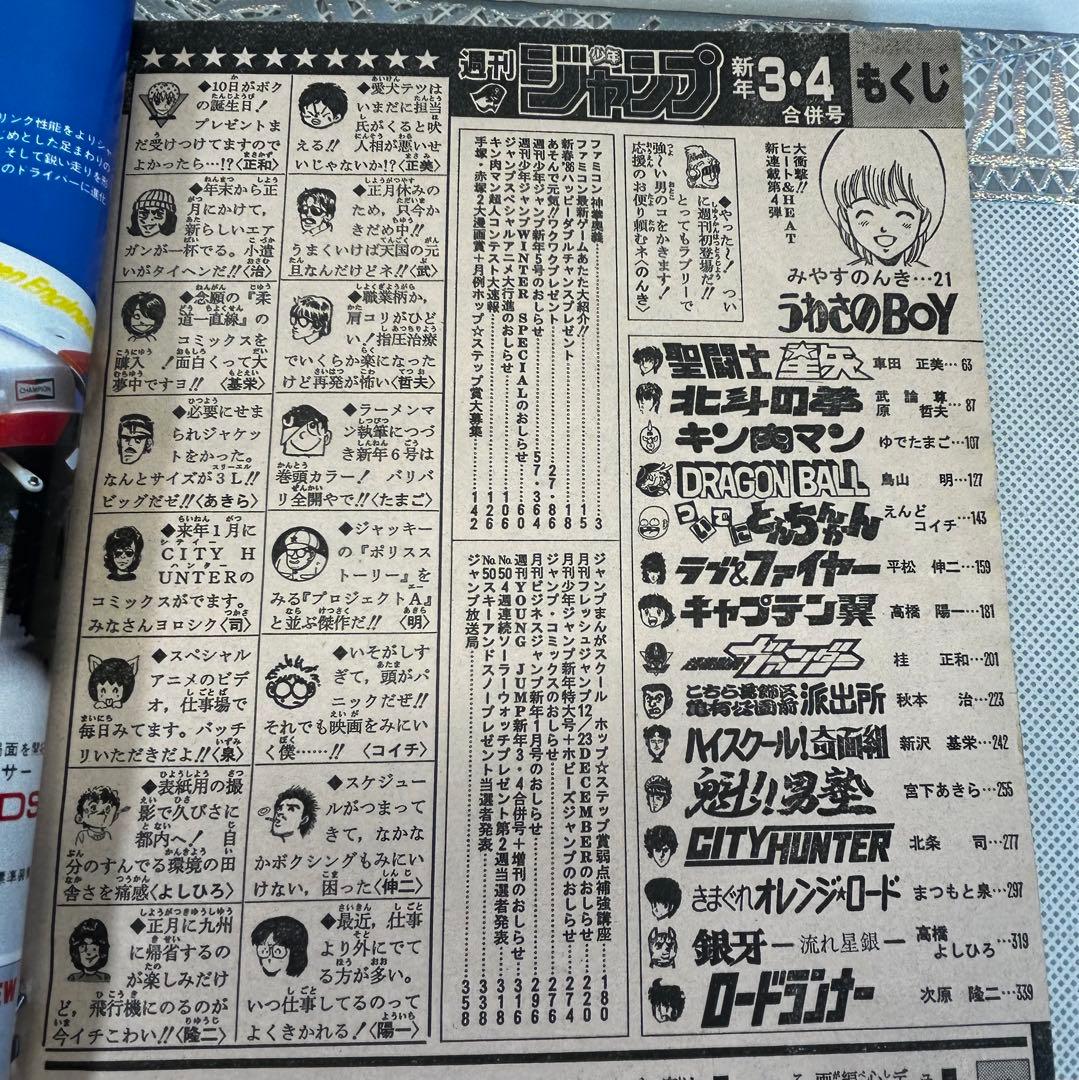 週刊少年ジャンプ
新年3・4合併号
もくじ
大衝撃!!
ヒート&HEAT
新連載第4弾
みやすのんき…21
うわさのBOY
◆やった〜!つい
に週刊初登場だ!!
とってもラブリーで
強〜い男のコをかきます!
応援のお便り頼むネ〈のんき〉
聖闘士星矢 車田 正美…63
北斗の拳 武論尊 原哲夫…87
キン肉マン ゆでたまご…107
DRAGON BALL 鳥山 明…127
ついでにとんちんかん えんどコイチ…143
ラブ&ファイヤー 平松 伸二…159
キャプテン翼 高橋 陽一…181
ヴァンダー 桂 正和…201
こちら葛飾区亀有公園前派出所 秋本 治…223
ハイスクール!奇面組 新沢 基栄…242
魁!!男塾 宮下あきら…255
CITY HUNTER 北条 司…277
きまぐれオレンジ★ロード まつもと泉…297
銀牙―流れ星銀― 高橋よしひろ…319
ロードランナー 次原 隆二…339
ファミコン神拳奥義…3
ファミコン最新ゲームあたた大紹介!!…15
新春'86ハッピーダブルチャンスプレゼント…18
あそんで元気!!ワクワクプレゼント…27・86
週刊少年ジャンプ新年5号のおしらせ…57・364
週刊少年ジャンプWINTER SPECIALのおしらせ…60
ジャンプスペシャルアニメ大行進のおしらせ…106
キン肉マン超人コンテスト大速報…126
手塚・赤塚2大漫画賞+月例ホップ☆ステップ賞大募集…142
ジャンプまんがスクール ホップ☆ステップ賞弱点補強講座…180
月刊フレッシュジャンプ12/23DECEMBERのおしらせ…220
月刊少年ジャンプ新年特大号+ホビーズジャンプのおしらせ…274
ジャンプ・コミックスのおしらせ…276
月刊ビジネスジャンプ新年1月号のおしらせ…296
週刊YOUNG JUMP新年3・4合併号+増刊のおしらせ…316
No.50 4週連続ソーラーウォッチプレゼント第2週当選者発表…318
No.50スキーアンドスノープレゼント当選者発表…338
ジャンプ放送局…358
◆愛犬テツは
いまだに担当
氏がくると吠
える!!人相が悪いせ
いじゃないか!?〈正美〉
◆10日がボク
の誕生日!
プレゼントま
だ受けつけてますので
よかったら…!?〈正和〉
◆正月休みの
ため,只今か
きだめ中!!
うまくいけば天国の元
旦なんだけどネ!!〈武〉
◆年末から正
月にかけて,
新らしいエア
ガンが一杯でる。小遣
いがタイヘンだ!!〈治〉
◆職業柄か,
肩コリがひど
い!指圧治療
でいくらか楽になった
けど再発が怖い〈哲夫〉
◆念願の『柔
道一直線』の
コミックスを
購入!面白くって大
夢中ですヨ!!〈基栄〉
◆ラーメンマ
ン執筆につづ
き新年6号は
巻頭カラー!バリバ
リ全開やで!!〈たまご〉
◆必要にせま
られジャケッ
トをかった。
なんとサイズが3L!!
ビッグだぜ!!〈あきら〉
◆ジャッキー
の『ポリスス
トーリー』を
みる『プロジェクトA』
と並ぶ傑作だ!!〈明〉
◆来年1月に
CITY H
UNTERの
コミックスがでます。
みなさんヨロシク〈司〉
◆いそがしす
ぎて,頭がパ
ニックだぜ!!
それでも映画をみにい
く僕……!!〈コイチ〉
◆スペシャル
アニメのビデ
オ,仕事場で
毎日みてます。バッチ
リいただきだよ!!〈泉〉
◆スケジュー
ルがつまって
きて,なかな
かボクシングもみにい
けない,困った〈伸二〉
◆表紙用の撮
影で久びさに
都内へ!自
分のすんでる環境の田
舎さを痛感〈よしひろ〉
◆最近,仕事
より外にでて
る方が多い。
いつ仕事してるのって
よくきかれる!〈陽一〉
◆正月に九州
に帰省するの
が楽しみだけ
ど,飛行機にのるのが
今イチこわい!!〈隆二〉
リンク性能をより
じめとした足まわりの
そして鋭い走りを
のドライバーに進化
CHAMPION